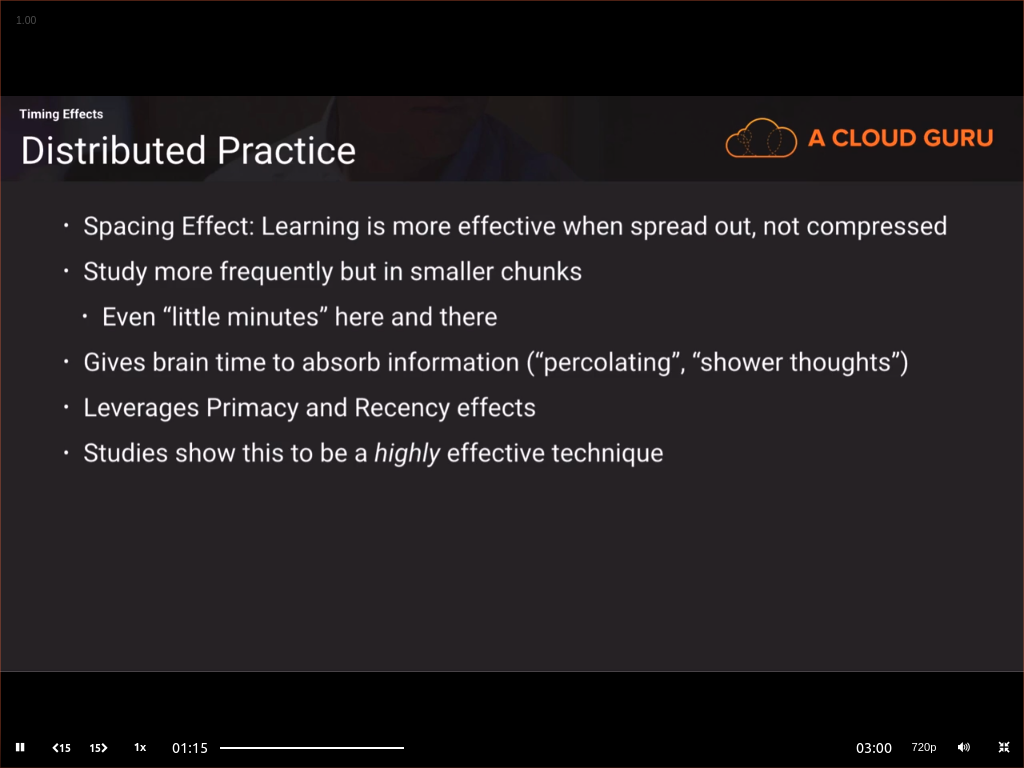 1.00
Timing Effects
Distributed Practice
A CLOUD GURU
• Spacing Effect: Learning is more effective when spread out, not compressed
• Study more frequently but in smaller chunks
• Even “little minutes” here and there
• Gives brain time to absorb information (“percolating”, “shower thoughts”)
• Leverages Primacy and Recency effects
• Studies show this to be a highly effective technique
15 15 1x 01:15 03:00 720p